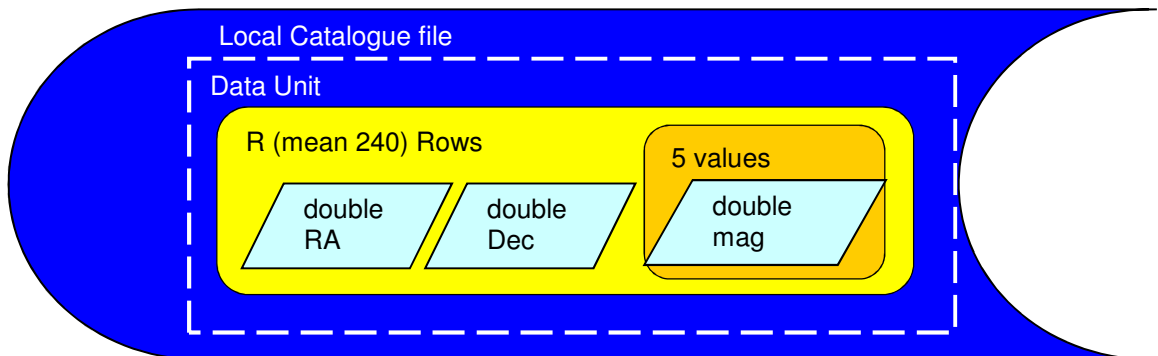 Local Catalogue file
Data Unit
R (mean 240) Rows
5 values
double
RA
double
Dec
double
mag